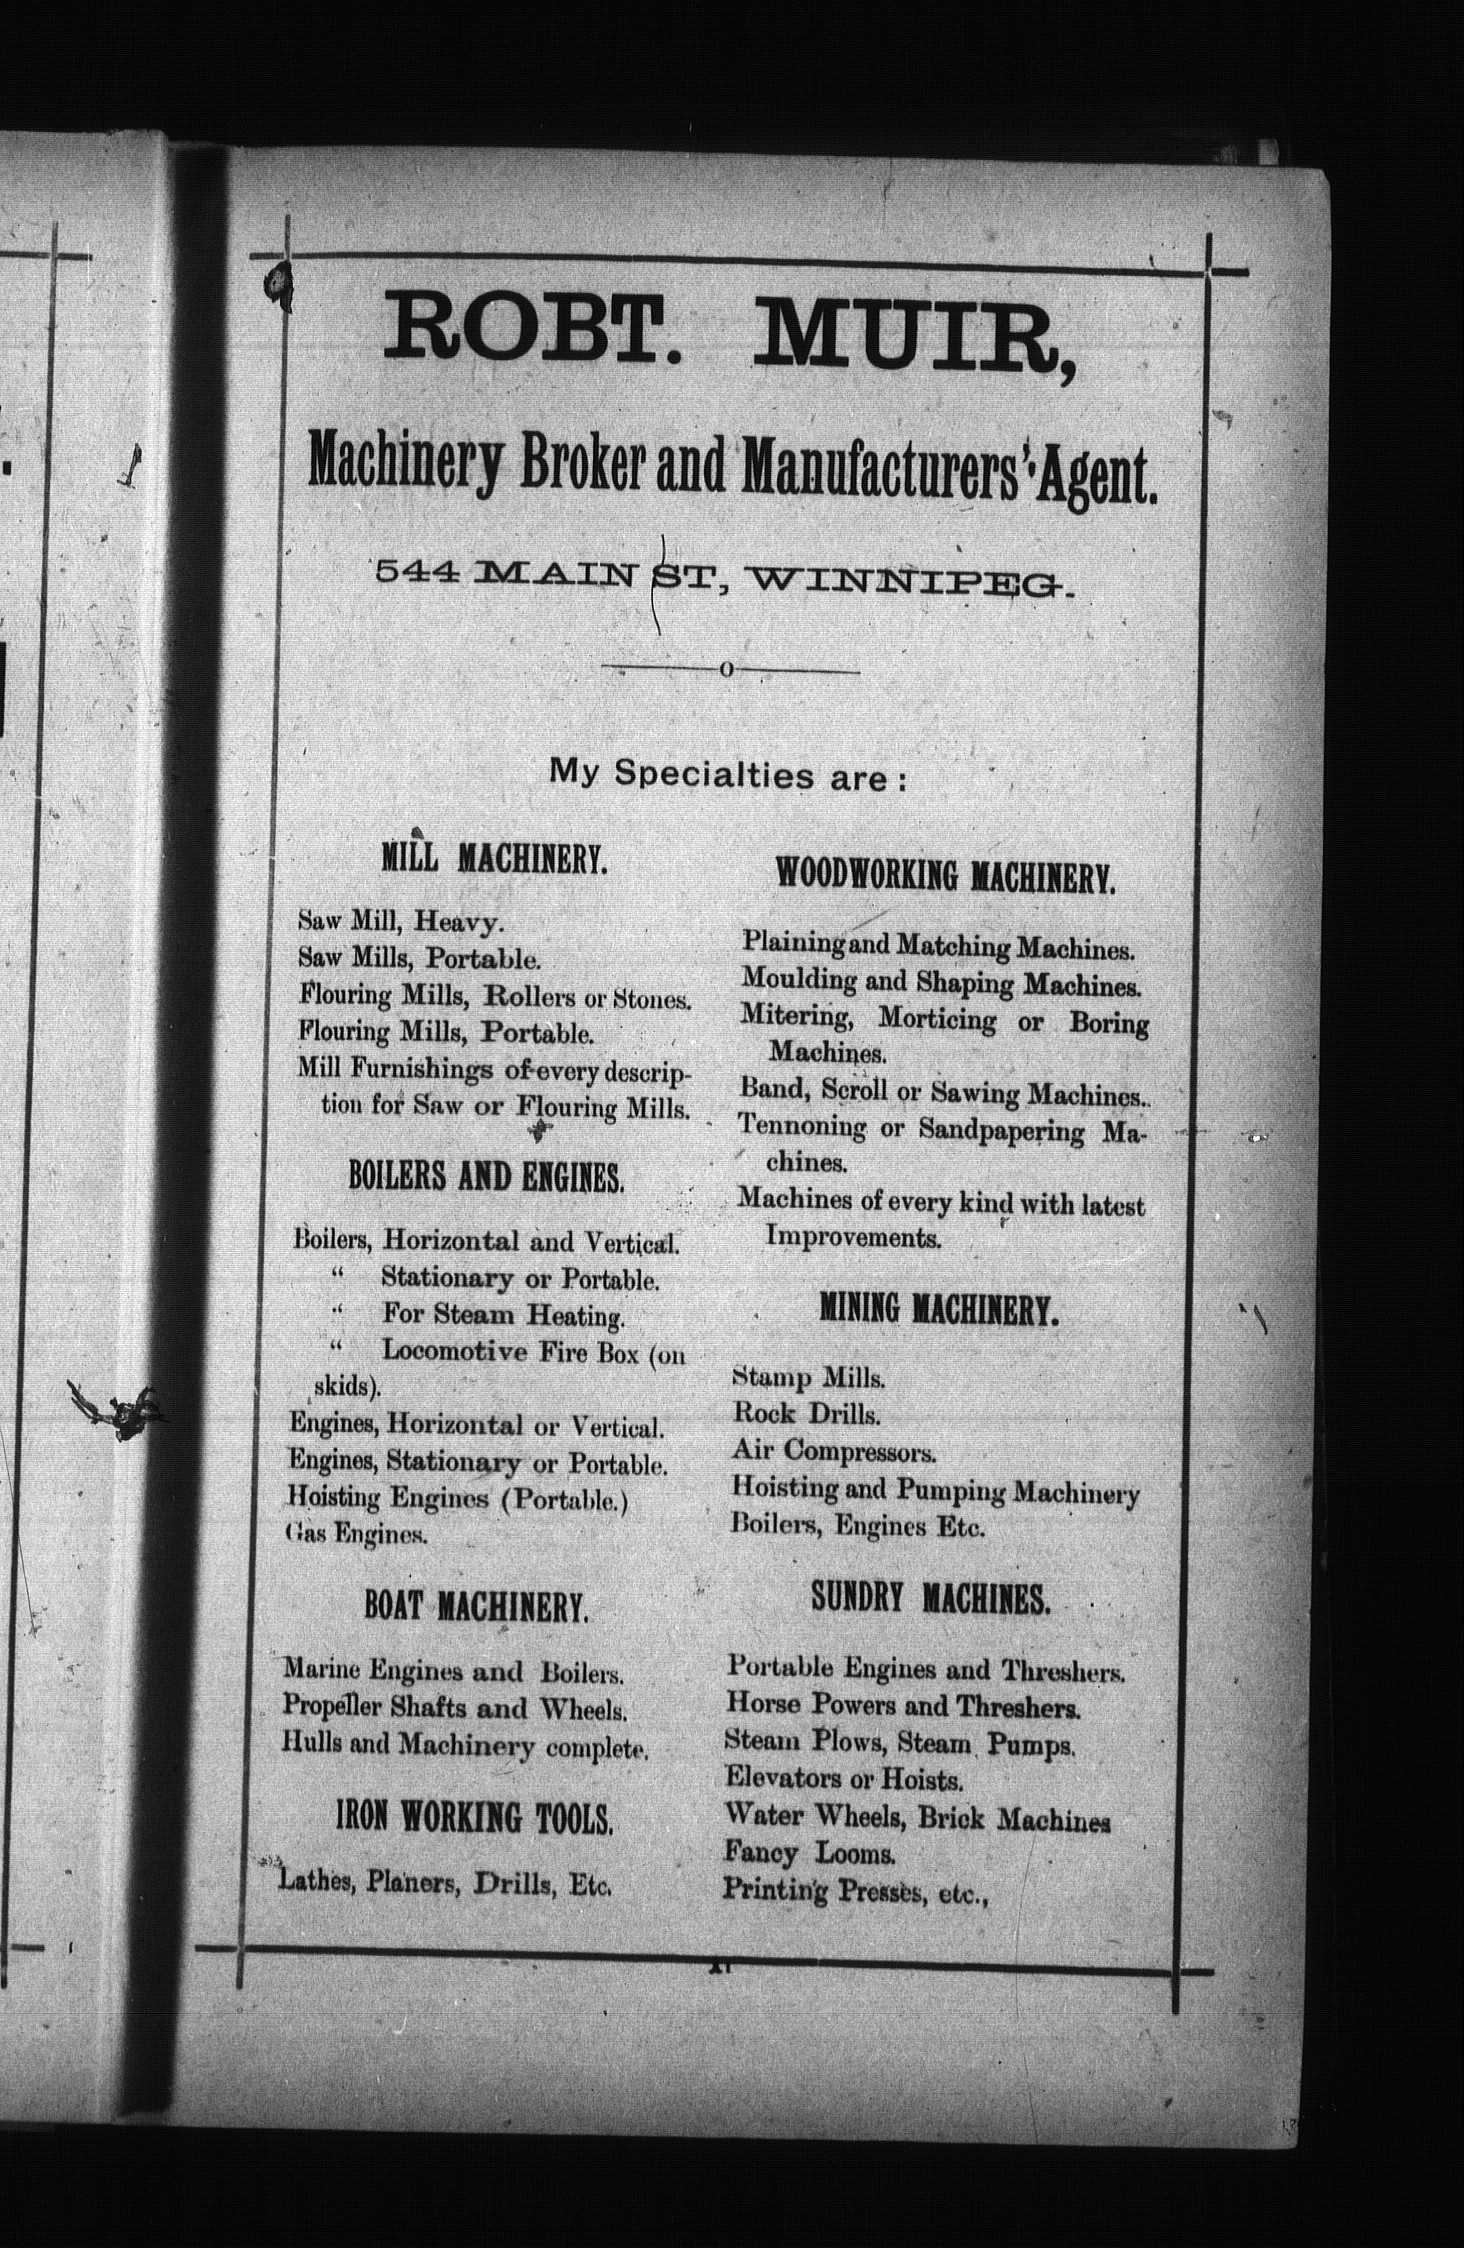 ROBT. MUIR,
Machinery Broker and Manufacturers' Agent.
544 MAIN ST, WINNIPEG.
o
My Specialties are:
MILL MACHINERY.
Saw Mill, Heavy.
Saw Mills, Portable.
Flouring Mills, Rollers or Stones.
Flouring Mills, Portable.
Mill Furnishings of every descrip-
tion for Saw or Flouring Mills.
BOILERS AND ENGINES.
Boilers, Horizontal and Vertical.
“ Stationary or Portable.
“ For Steam Heating.
“ Locomotive Fire Box (on
skids).
Engines, Horizontal or Vertical.
Engines, Stationary or Portable.
Hoisting Engines (Portable.)
Gas Engines.
BOAT MACHINERY.
Marine Engines and Boilers.
Propeller Shafts and Wheels.
Hulls and Machinery complete.
IRON WORKING TOOLS.
Lathes, Planers, Drills, Etc.
WOODWORKING MACHINERY.
Plaining and Matching Machines.
Moulding and Shaping Machines.
Mitering, Morticing or Boring
Machines.
Band, Scroll or Sawing Machines.
Tennoning or Sandpapering Ma-
chines.
Machines of every kind with latest
Improvements.
MINING MACHINERY.
Stamp Mills.
Rock Drills.
Air Compressors.
Hoisting and Pumping Machinery
Boilers, Engines Etc.
SUNDRY MACHINES.
Portable Engines and Threshers.
Horse Powers and Threshers.
Steam Plows, Steam Pumps.
Elevators or Hoists.
Water Wheels, Brick Machines
Fancy Looms.
Printing Presses, etc.,